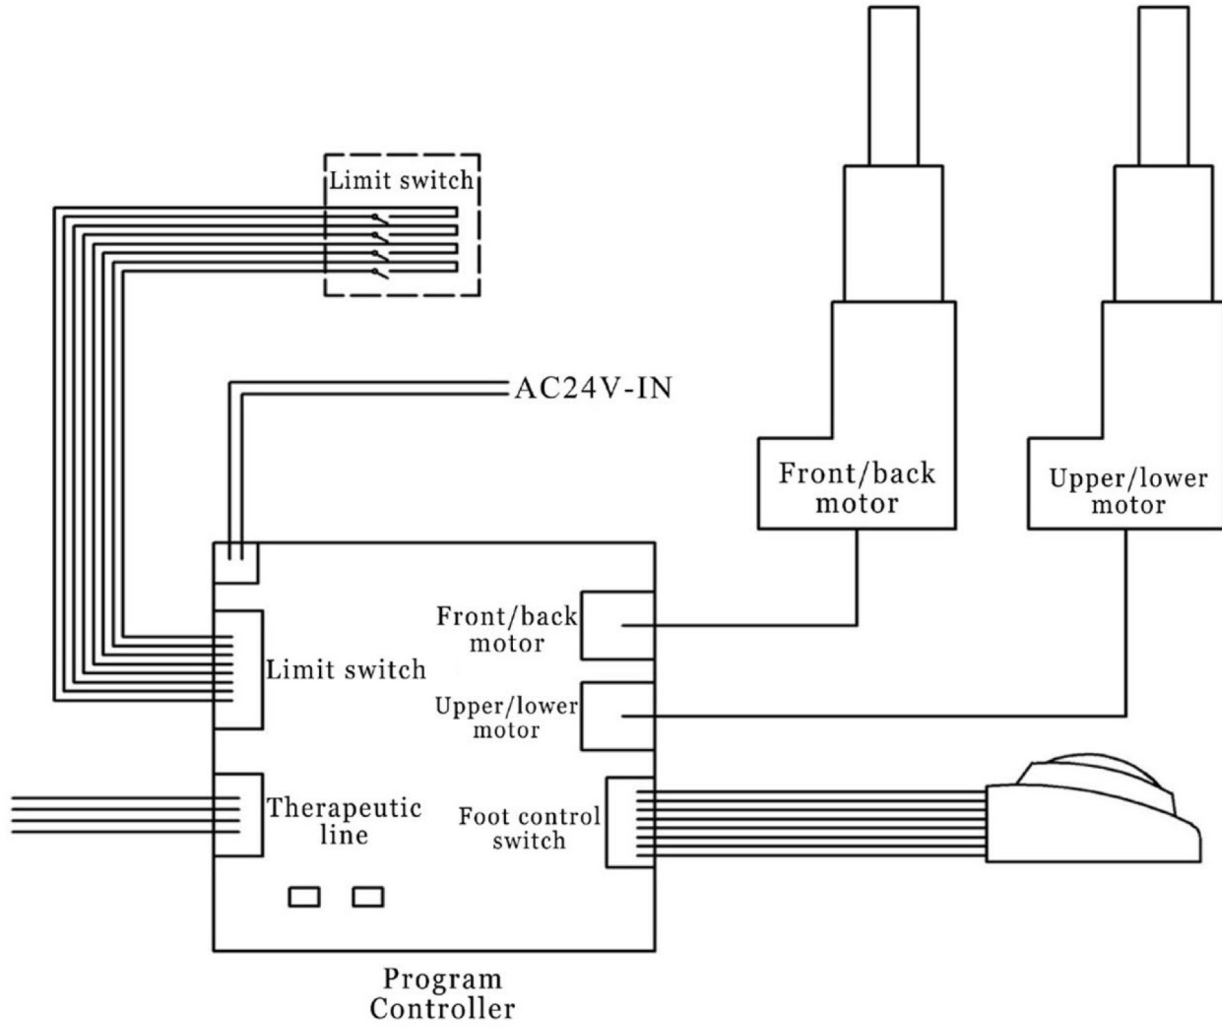 Limit switch
AC24V-IN
Front/back
motor
Upper/lower
motor
Front/back
motor
Limit switch
Upper/lower
motor
Therapeutic
line
Foot control
switch
Program
Controller